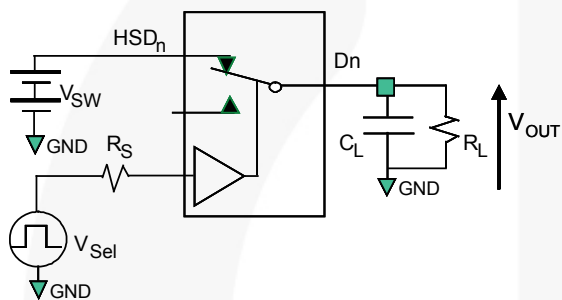 HSDn
Dn
VSW
GND
RS
CL
RL
VOUT
GND
VSel
GND